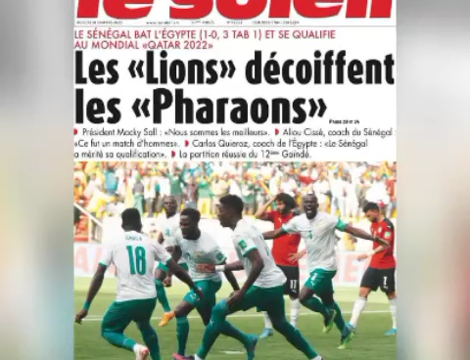 le soleil
LE SÉNÉGAL BAT L'ÉGYPTE (1-0, 3 TAB 1) ET SE QUALIFIE
AU MONDIAL «QATAR 2022»
Les «Lions» décoiffent
les «Pharaons»
PAGES
Président Macky Sall : «Nous sommes les meilleurs». Aliou Cissé, coach du Sénégal :
«Ce fut un match d'hommes». Carlos Quieroz, coach de l'Égypte : «Le Sénégal
a mérité sa qualification». La partition réussie du 12ème Gaïndé.
18